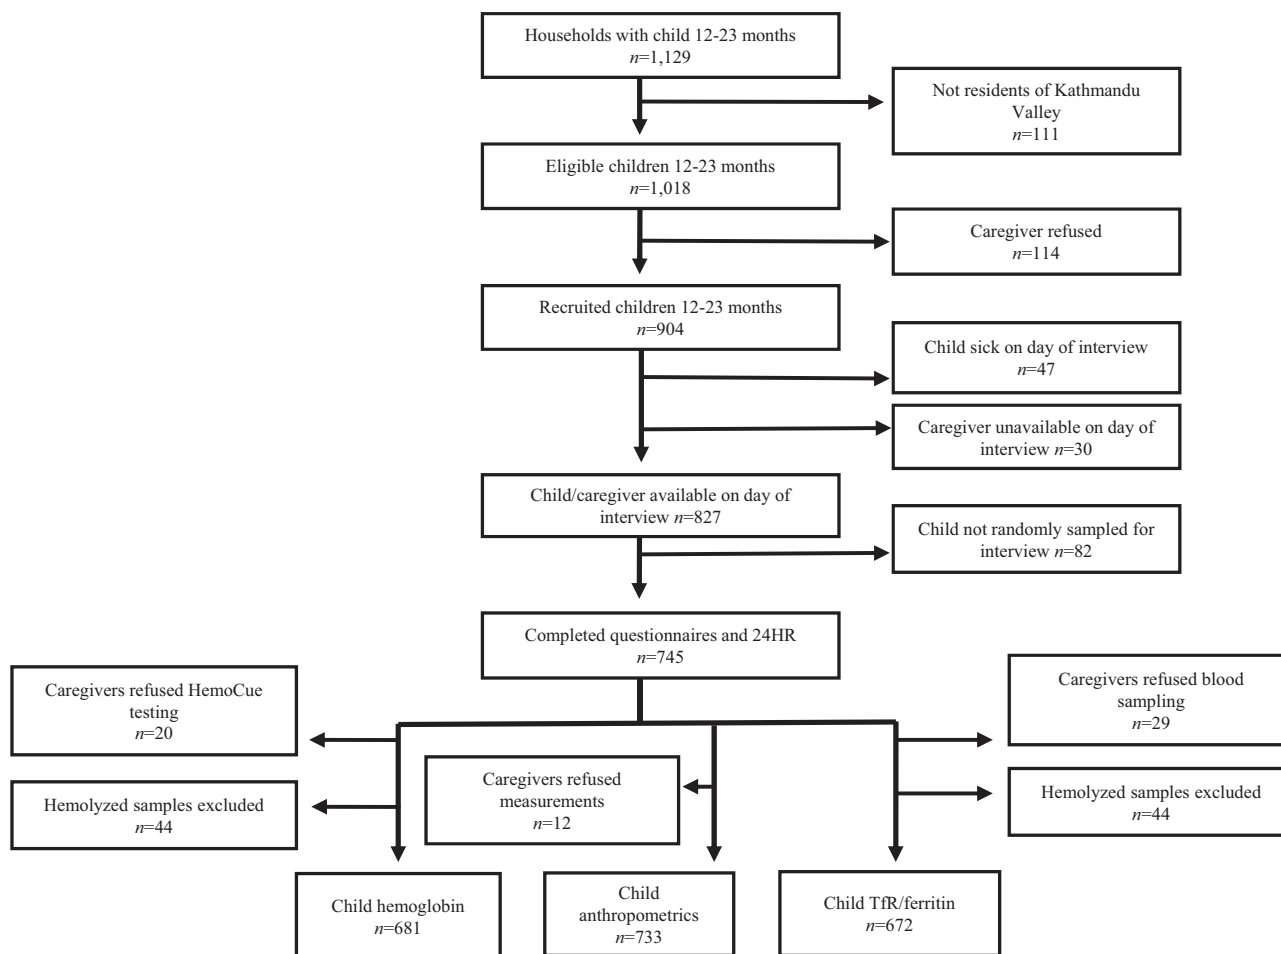 Households with child 12-23 months
n=1,129
Not residents of Kathmandu
Valley
n=111
Eligible children 12-23 months
n=1,018
Caregiver refused
n=114
Recruited children 12-23 months
n=904
Child sick on day of interview
n=47
Caregiver unavailable on day of
interview n=30
Child/caregiver available on day of
interview n=827
Child not randomly sampled for
interview n=82
Completed questionnaires and 24HR
n=745
Caregivers refused HemoCue
testing
n=20
Caregivers refused blood
sampling
n=29
Caregivers refused
measurements
n=12
Hemolyzed samples excluded
n=44
Hemolyzed samples excluded
n=44
Child hemoglobin
n=681
Child
anthropometrics
n=733
Child TfR/ferritin
n=672